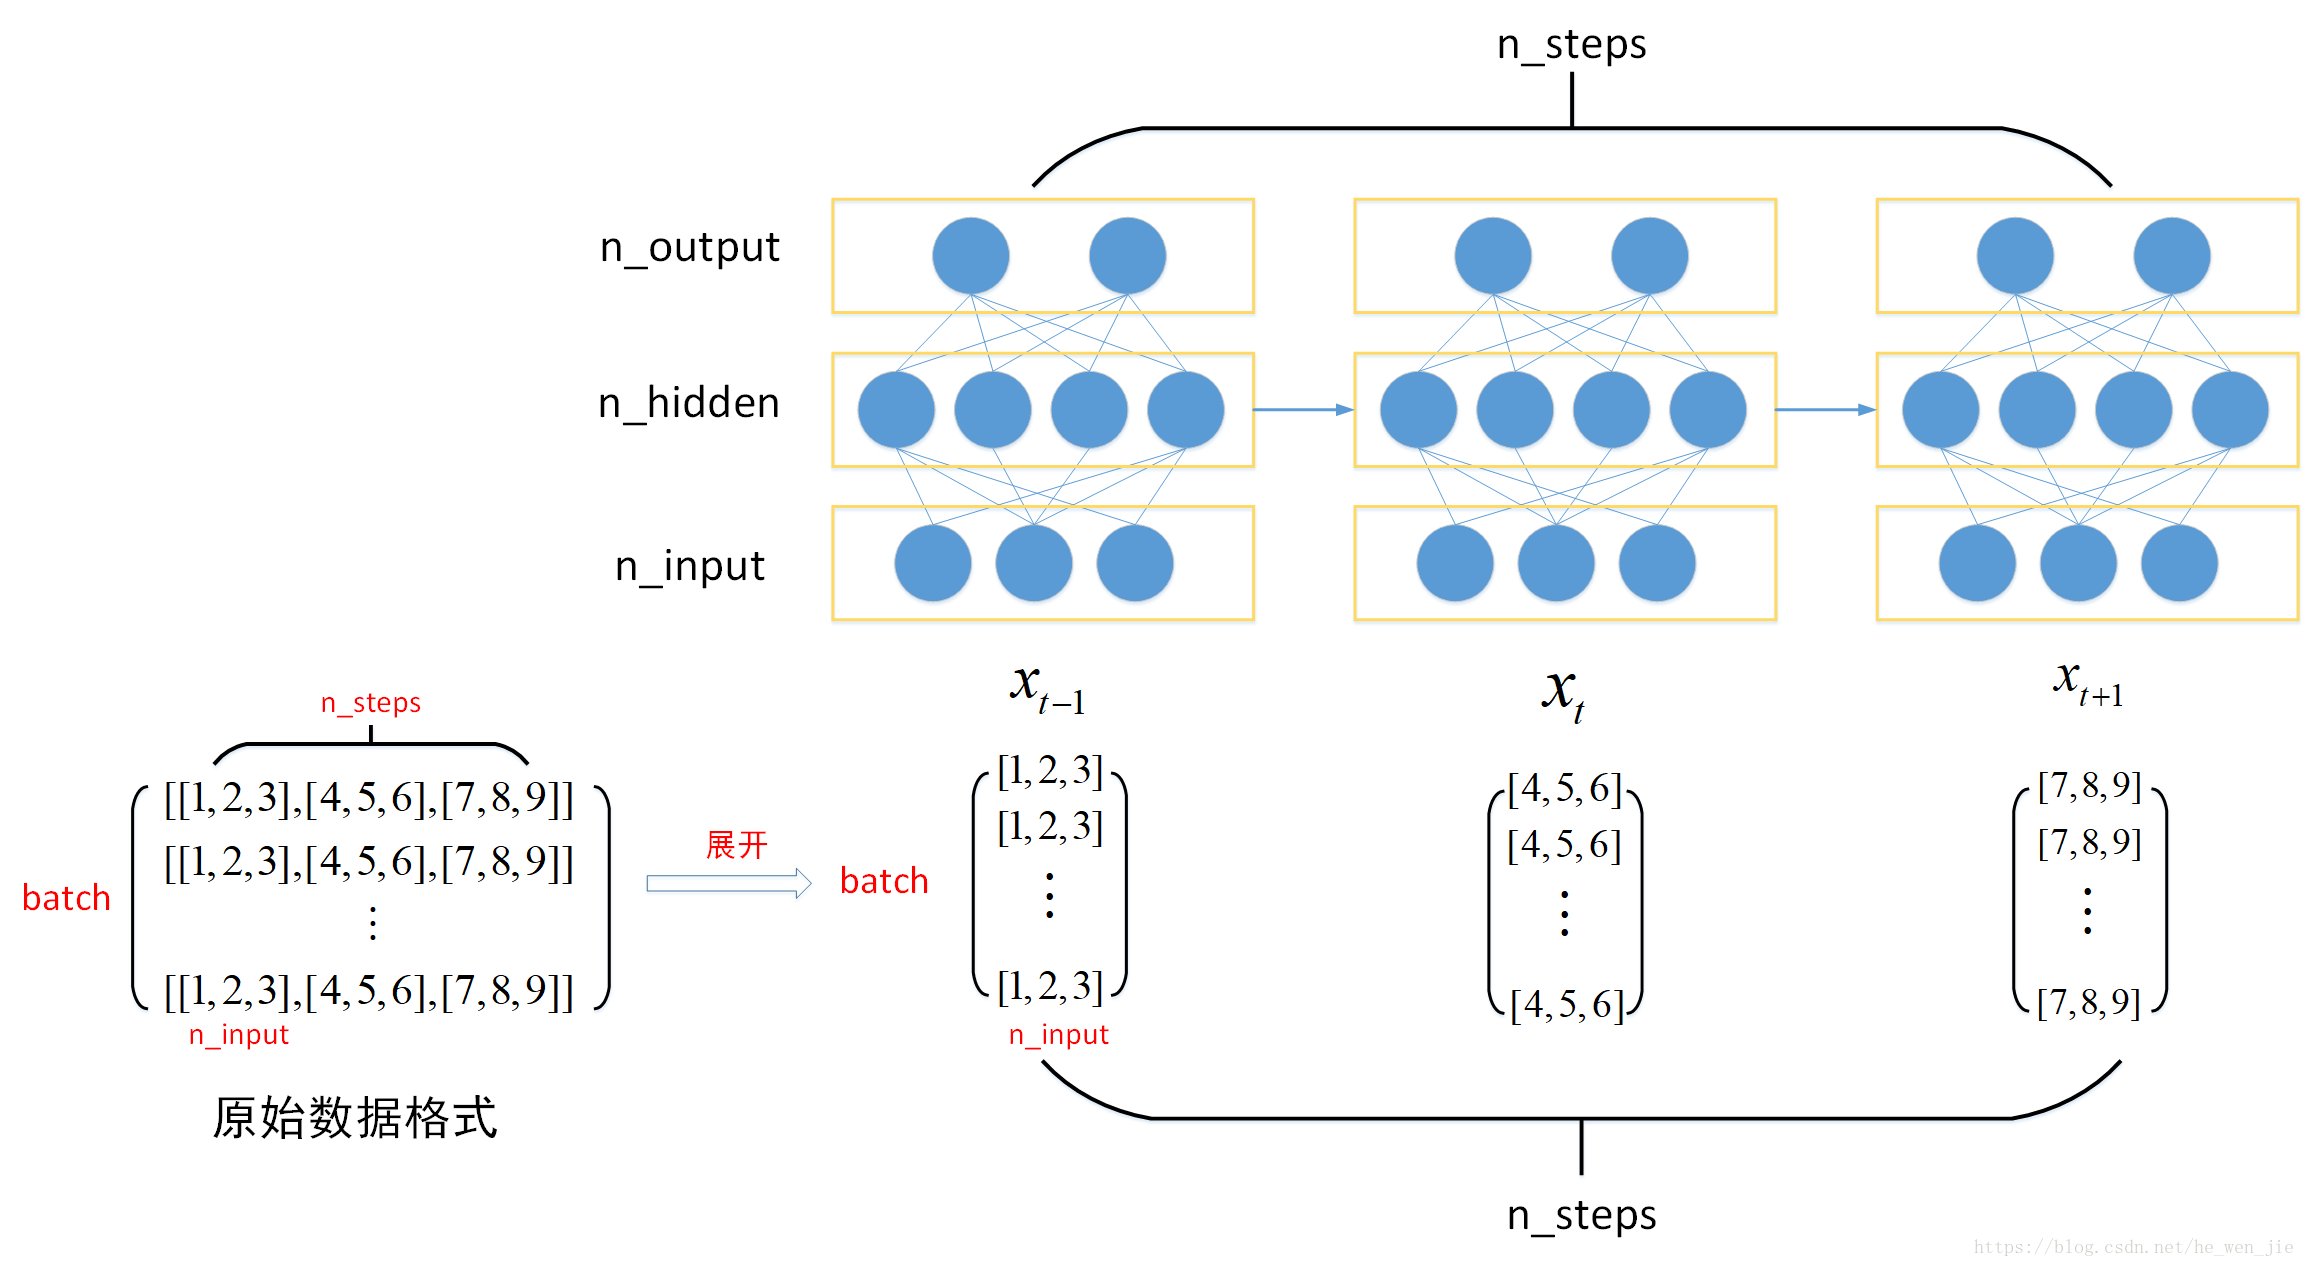 n_steps
n_output
n_hidden
n_input
x_{t-1}
x_t
x_{t+1}
n_steps
batch
[[1,2,3],[4,5,6],[7,8,9]]
[[1,2,3],[4,5,6],[7,8,9]]
⋮
[[1,2,3],[4,5,6],[7,8,9]]
n_input
原始数据格式
展开
batch
[1,2,3]
[1,2,3]
⋮
[1,2,3]
n_input
[4,5,6]
[4,5,6]
⋮
[4,5,6]
[7,8,9]
[7,8,9]
⋮
[7,8,9]
n_steps
https://blog.csdn.net/he_wen_jie